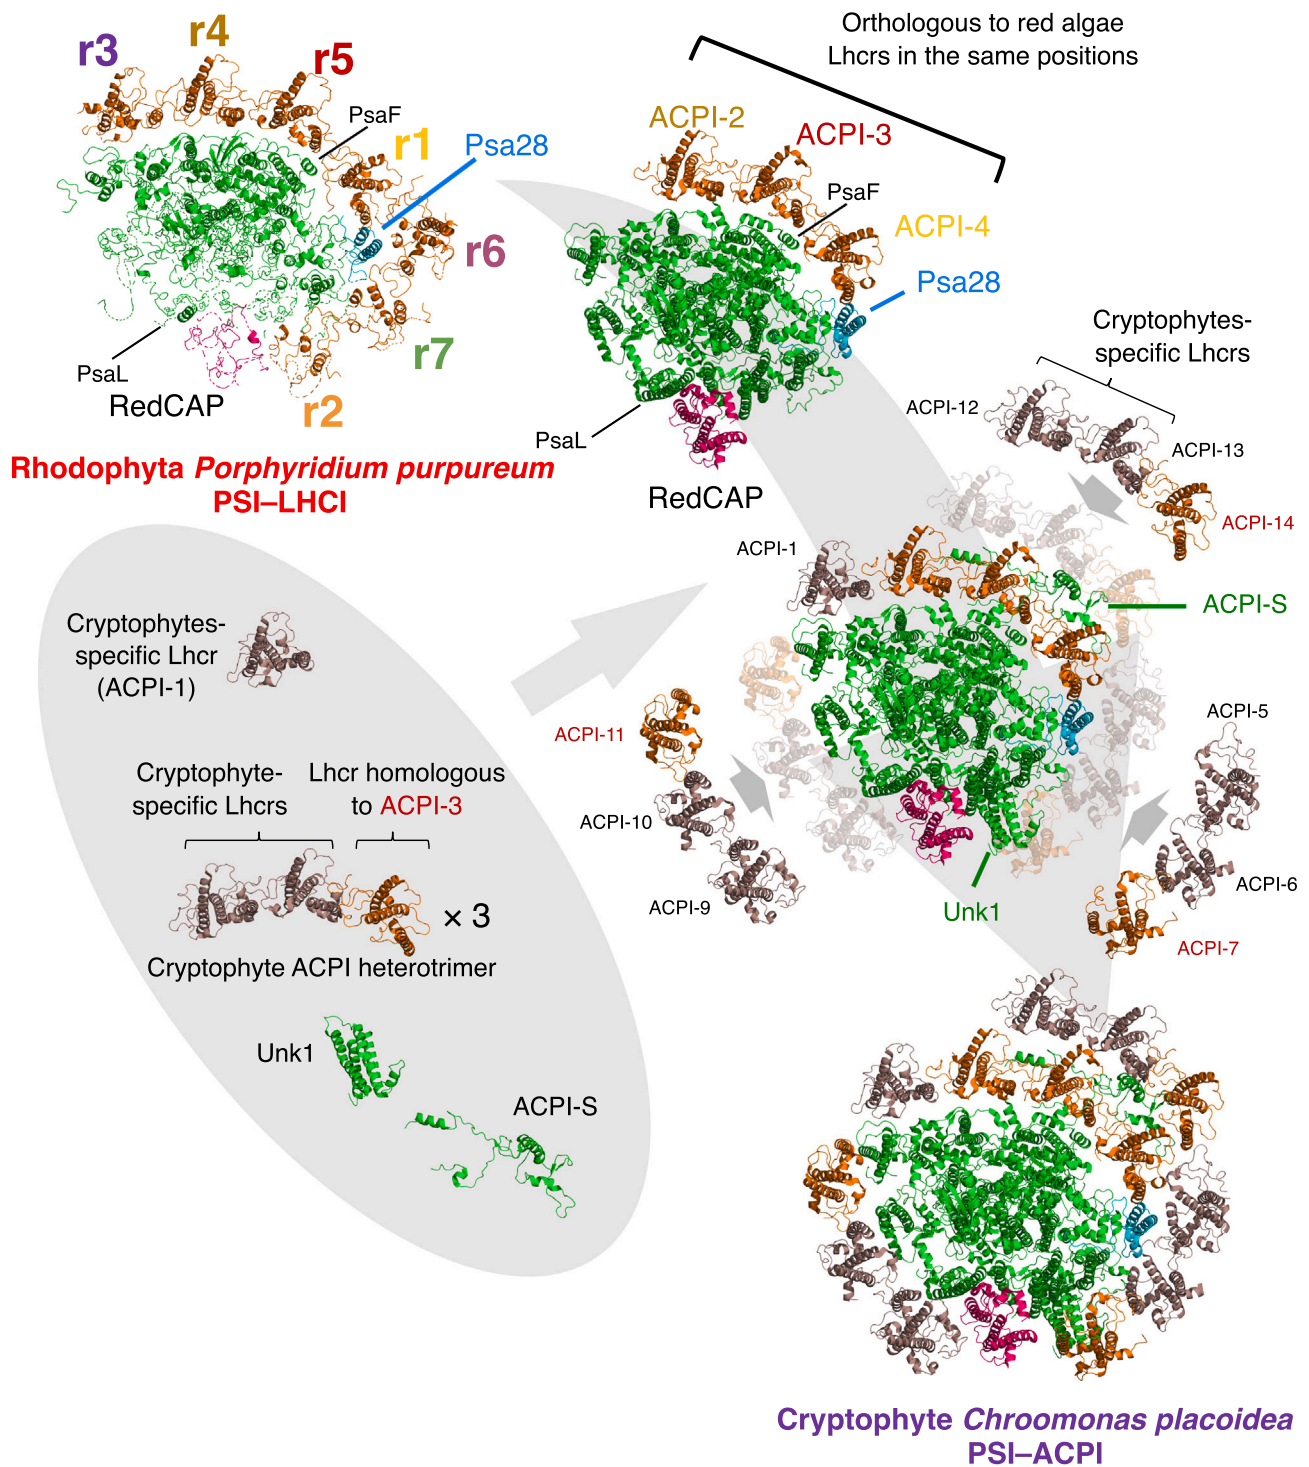 r3
r4
r5
PsaF
r1
Psa28
r6
r7
r2
PsaL
RedCAP
Rhodophyta Porphyridium purpureum
PSI–LHCI
Orthologous to red algae
Lhcrs in the same positions
ACPI-2
ACPI-3
PsaF
ACPI-4
Psa28
PsaL
RedCAP
Cryptophytes-
specific Lhcrs
ACPI-12
ACPI-13
ACPI-14
ACPI-1
ACPI-S
ACPI-11
ACPI-10
ACPI-9
ACPI-5
ACPI-6
ACPI-7
Unk1
Cryptophytes-
specific Lhcr
(ACPI-1)
Cryptophyte-
specific Lhcrs
Lhcr homologous
to ACPI-3
× 3
Cryptophyte ACPI heterotrimer
Unk1
ACPI-S
Cryptophyte Chroomonas placoidea
PSI–ACPI